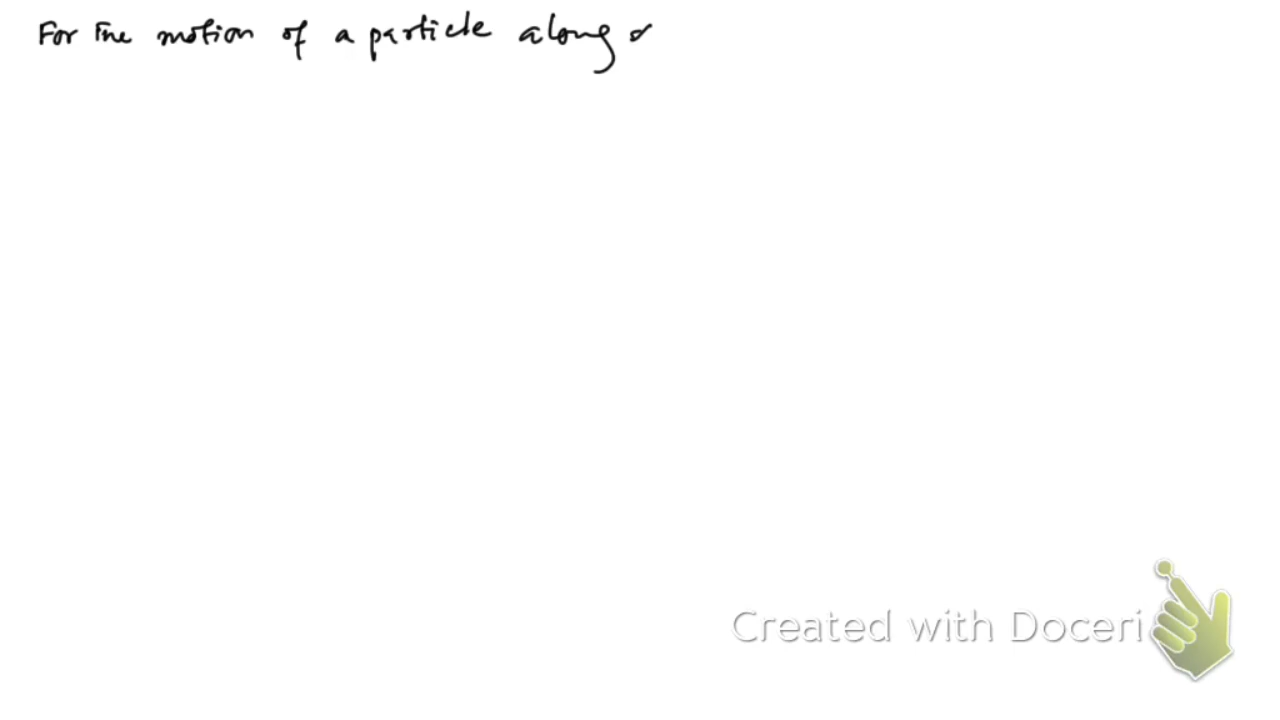 For the motion of a particle along
Created with Doceri